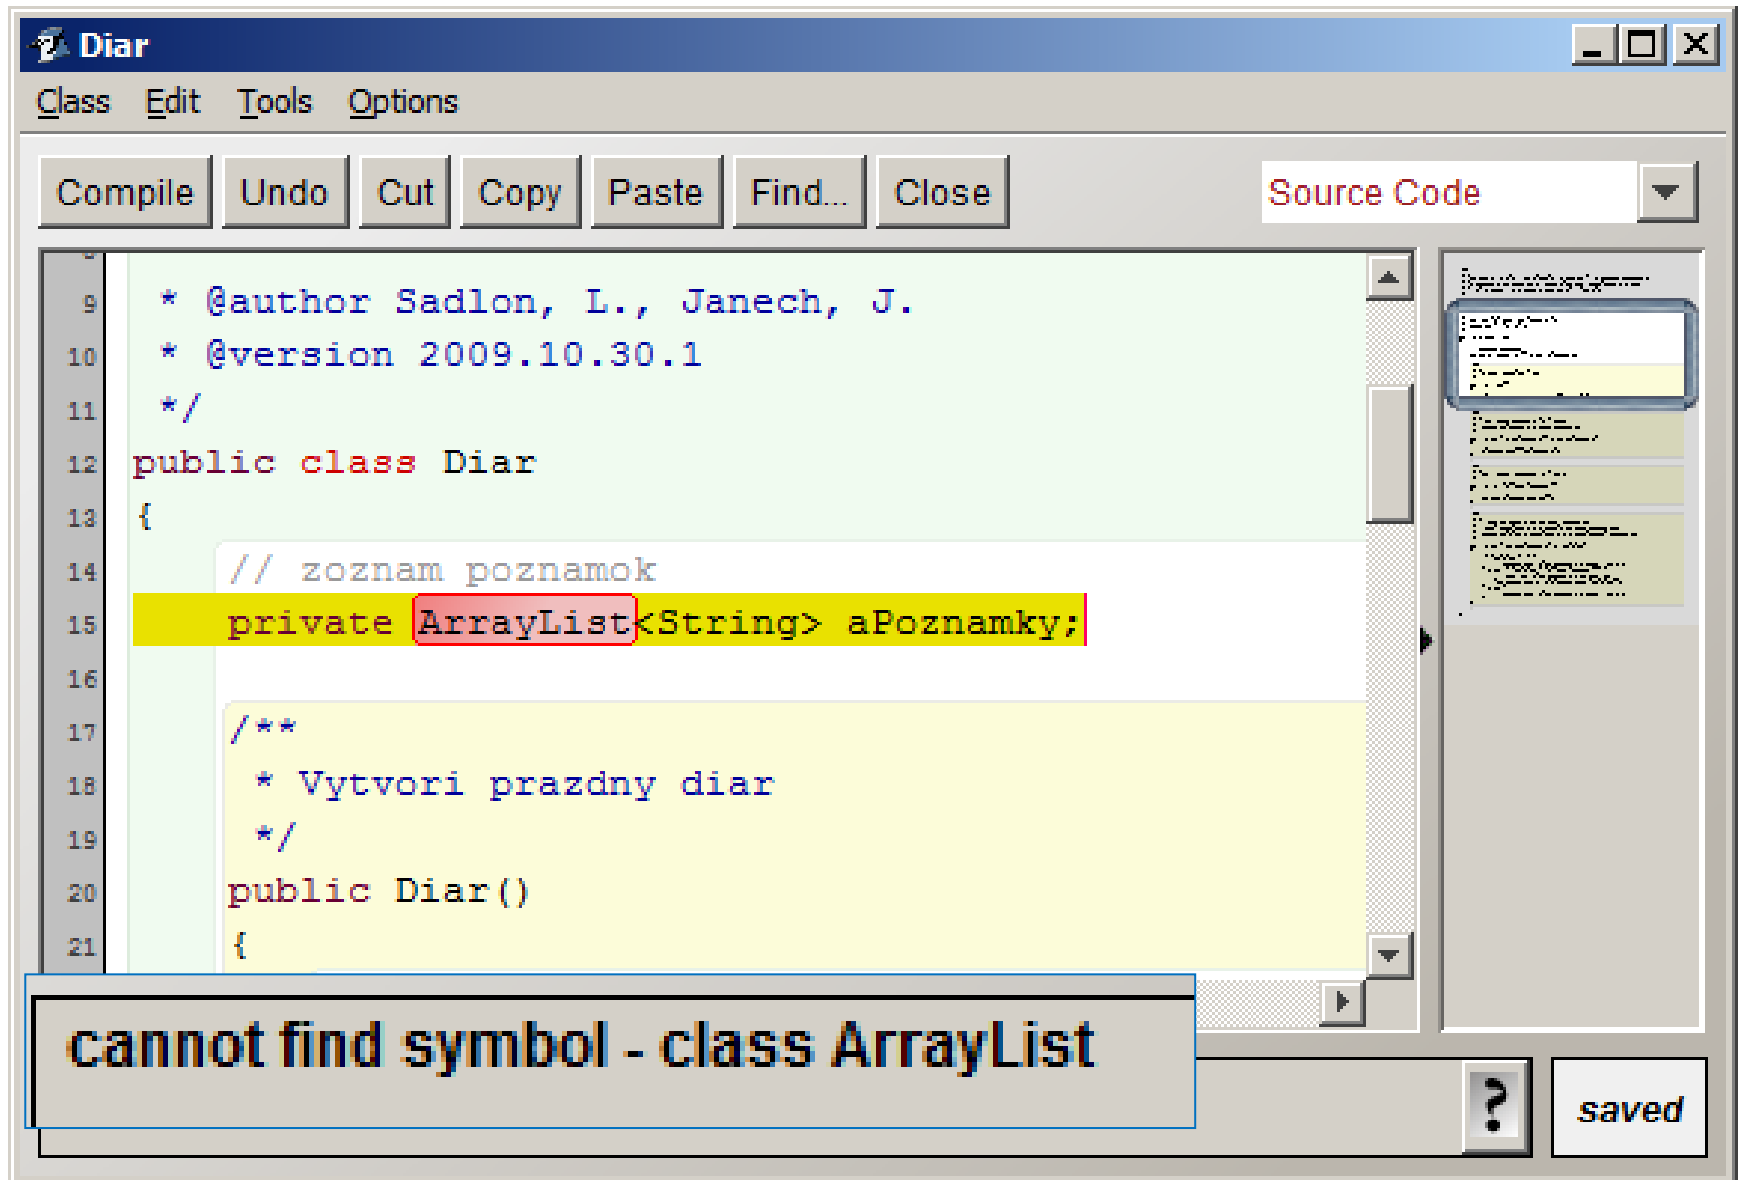 Diar
Class Edit Tools Options
Compile Undo Cut Copy Paste Find... Close Source Code
9 * @author Sadlon, L., Janech, J.
10 * @version 2009.10.30.1
11 */
12 public class Diar
13 {
14 // zoznam poznamok
15 private ArrayList<String> aPoznamky;
16
17 /**
18 * Vytvori prazdny diar
19 */
20 public Diar()
21 {
cannot find symbol - class ArrayList
? saved